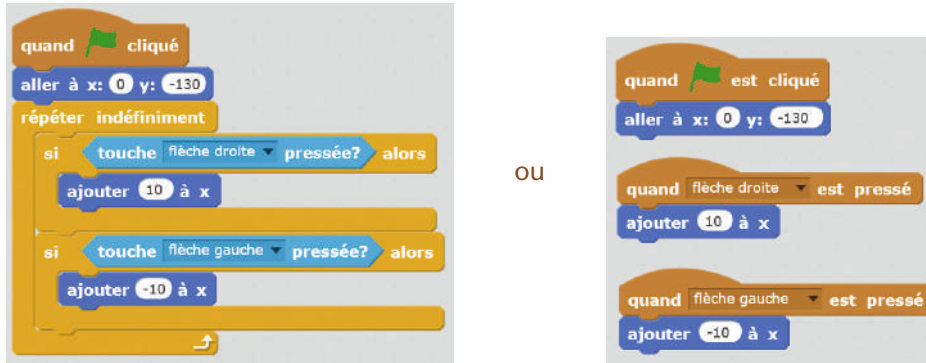 quand cliqué
aller à x: 0 y: -130
répéter indéfiniment
si touche flèche droite pressée? alors
ajouter 10 à x
si touche flèche gauche pressée? alors
ajouter -10 à x
ou
quand est cliqué
aller à x: 0 y: -130
quand flèche droite est pressé
ajouter 10 à x
quand flèche gauche est pressé
ajouter -10 à x